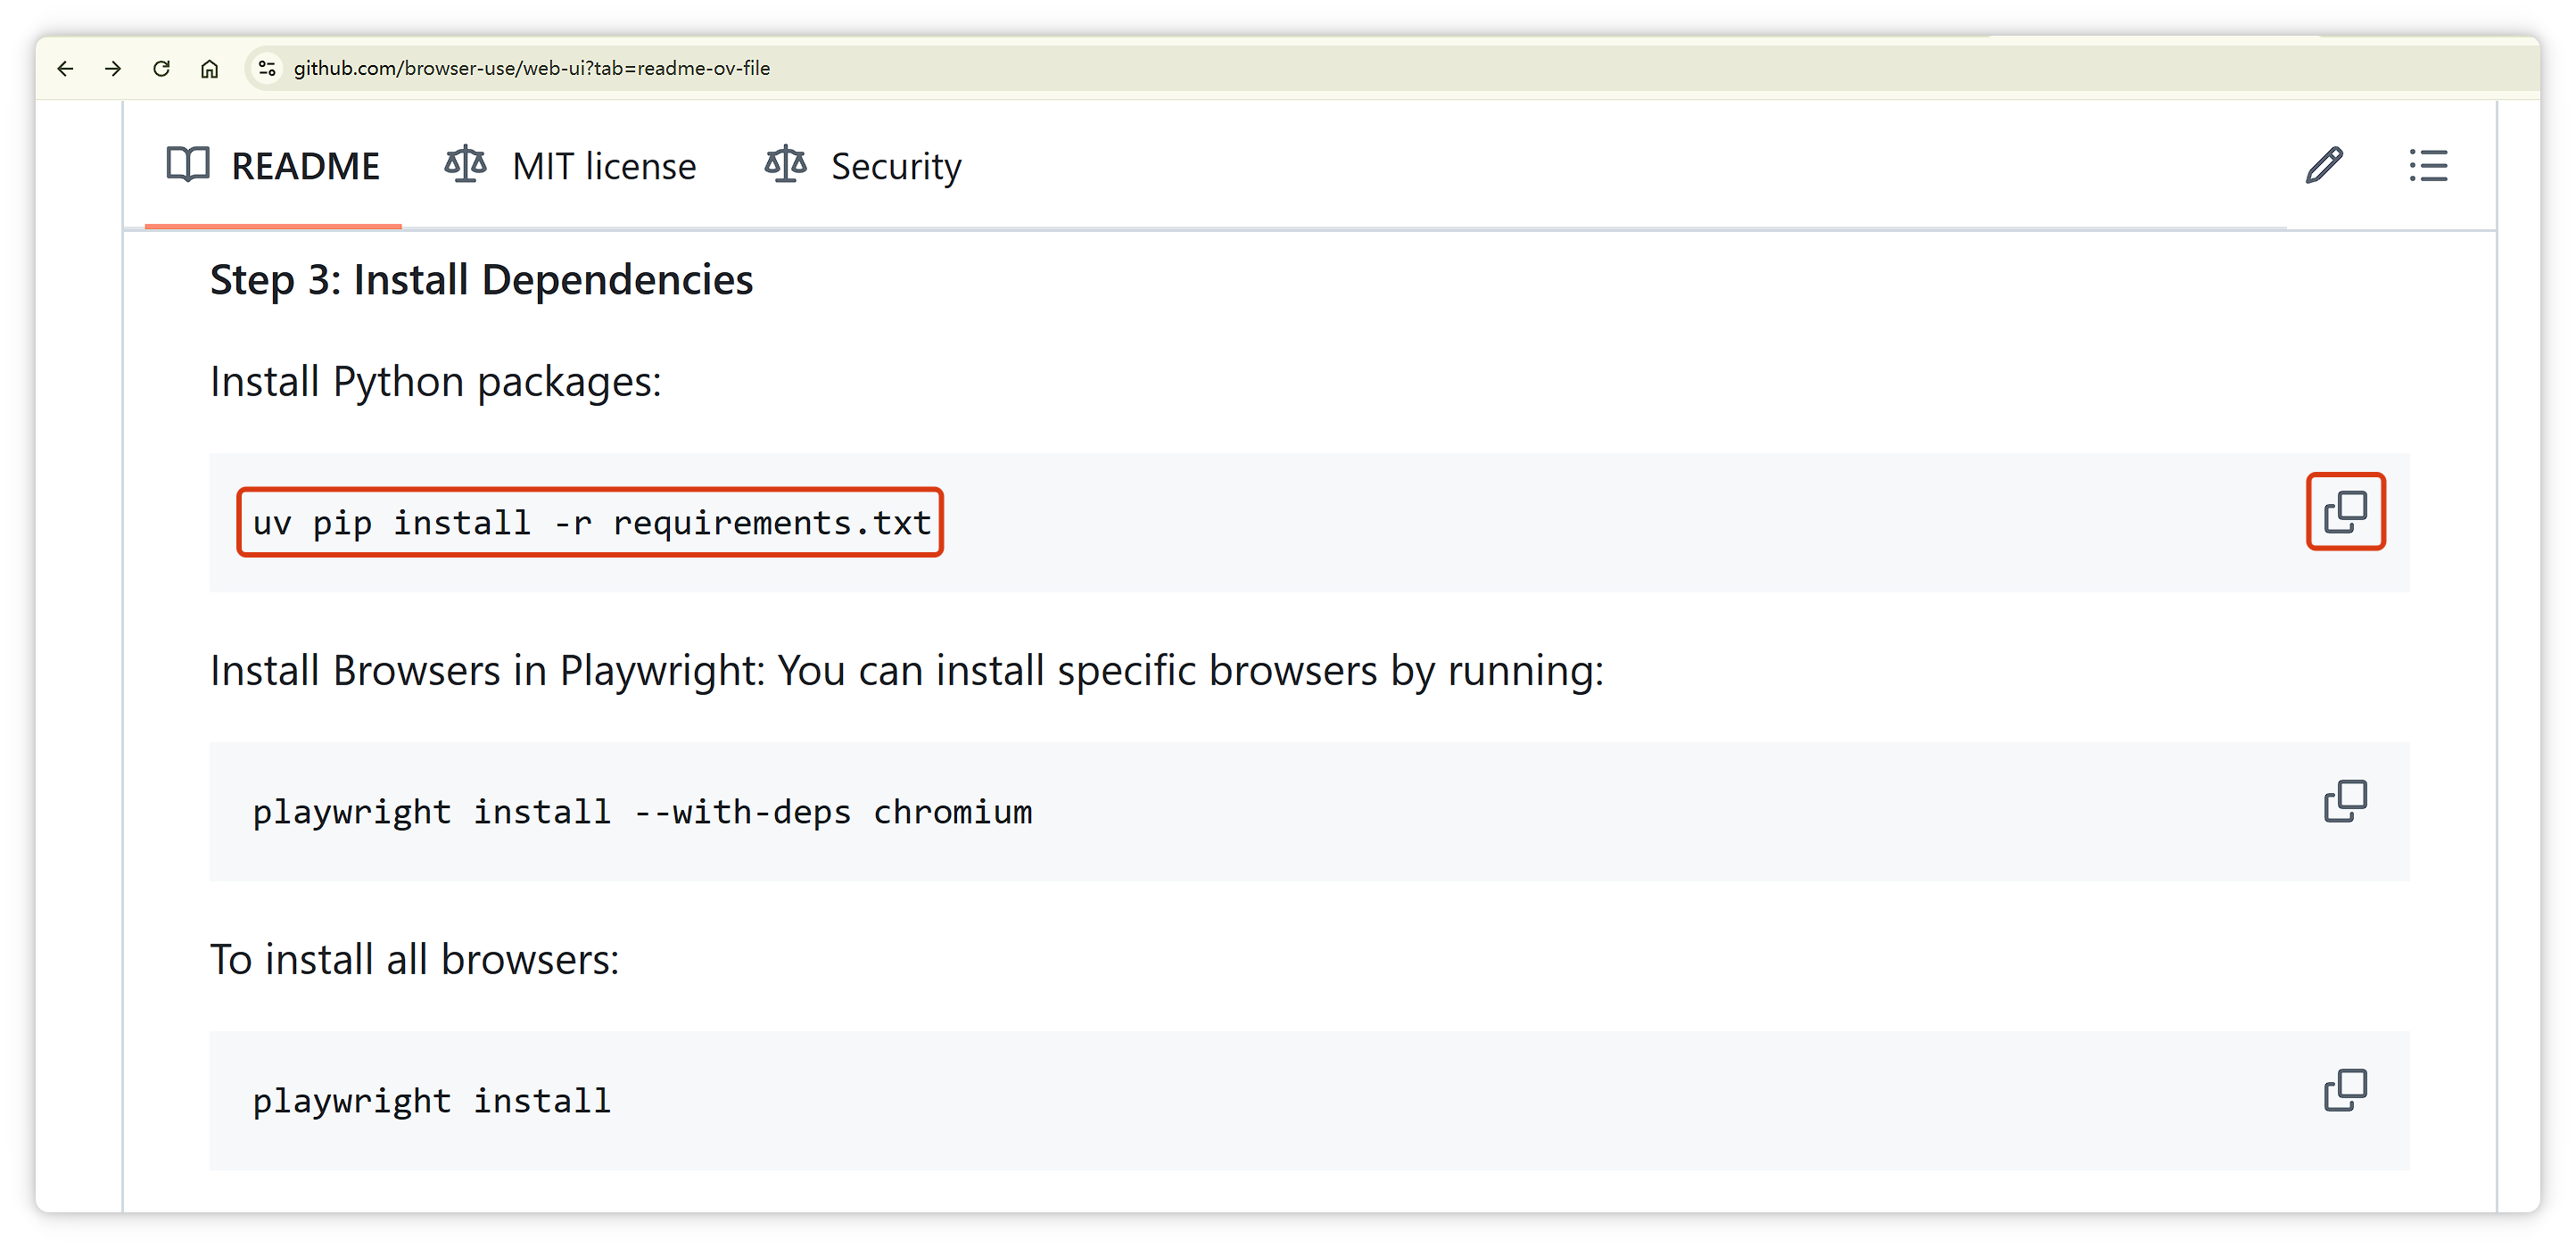 github.com/browser-use/web-ui?tab=readme-ov-file
README MIT license Security
Step 3: Install Dependencies
Install Python packages:
uv pip install -r requirements.txt
Install Browsers in Playwright: You can install specific browsers by running:
playwright install --with-deps chromium
To install all browsers:
playwright install